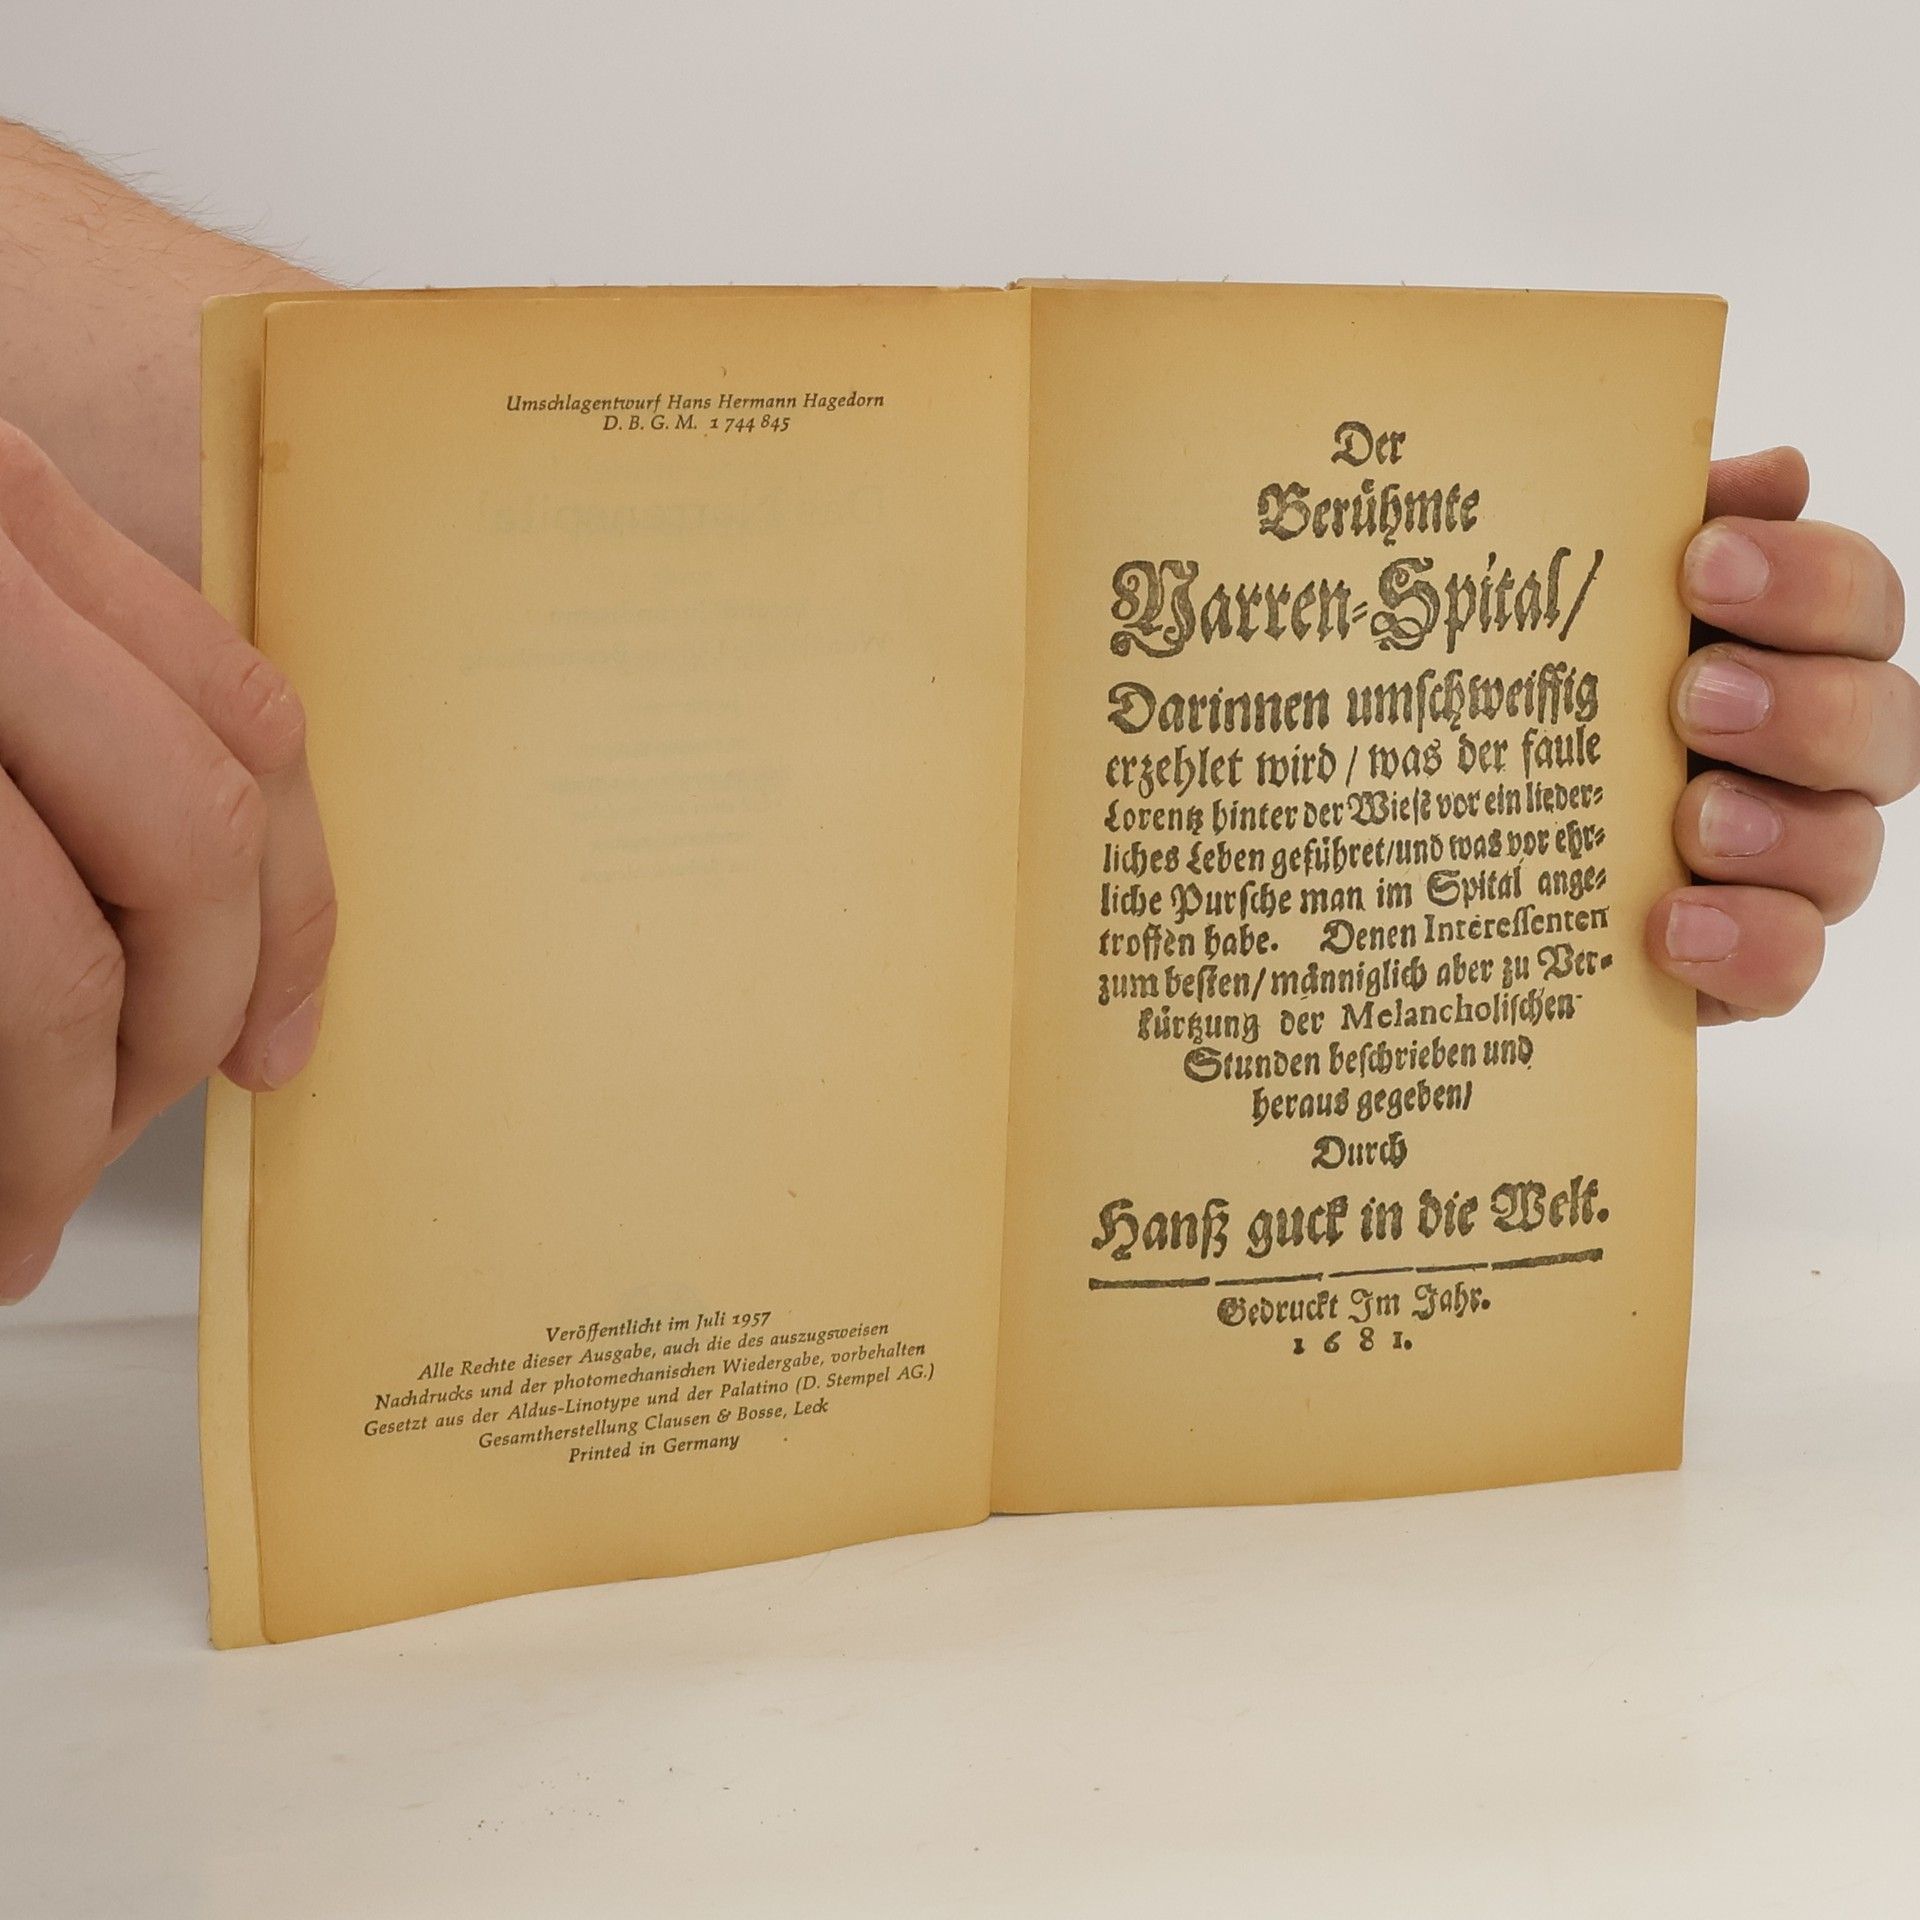 Umschlagentwurf Hans Hermann Hagedorn
D. B. G. M. 1 744 845
Veröffentlicht im Juli 1957
Alle Rechte dieser Ausgabe, auch die des auszugsweisen
Nachdrucks und der photomechanischen Wiedergabe, vorbehalten
Gesetzt aus der Aldus-Linotype und der Palatino (D. Stempel AG.)
Gesamtherstellung Clausen & Bosse, Leck
Printed in Germany
Der
Berühmte
Narren-Spital/
Darinnen umschweiffig
erzehlet wird / was der faule
Lorentz hinter der Wiese vor ein lieder-
liches Leben geführet/und was vor ehr-
liche Pursche man im Spital ange-
troffen habe. Denen Interessenten
zum besten/ männiglich aber zu Ver-
kürtzung der Melancholischen
Stunden beschrieben und
heraus gegeben/
Durch
Hanß guck in die Welt.
Gedruckt Im Jahr.
1 6 8 1.